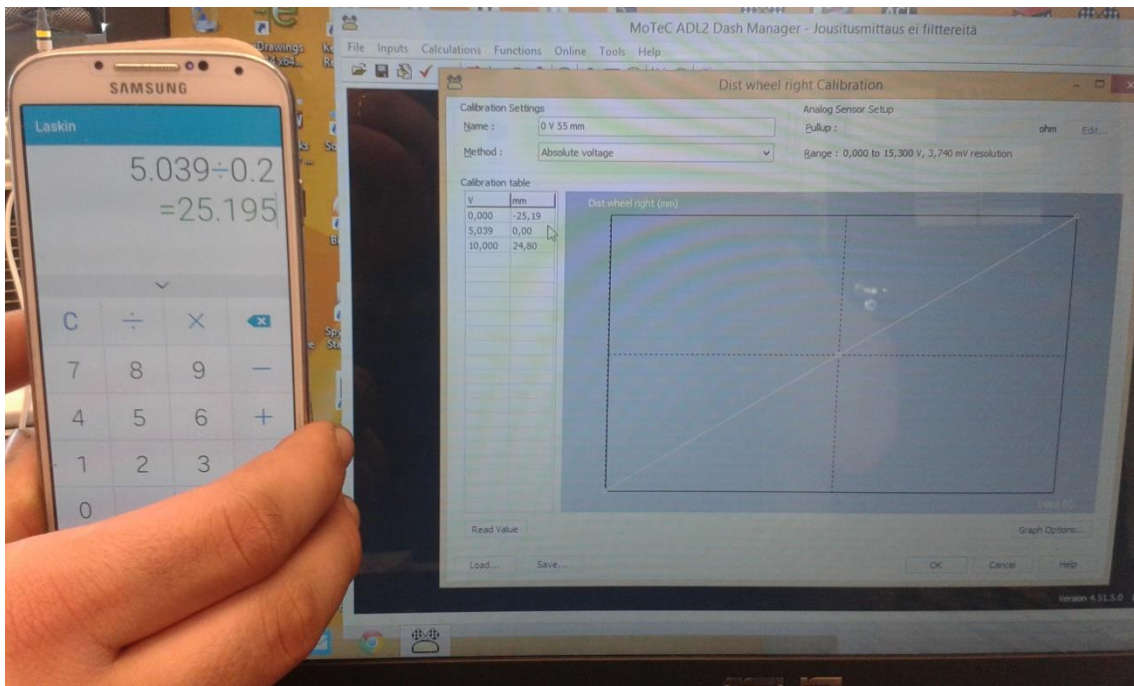 SAMSUNG
Laskin
5.039÷0.2
=25.195
C ÷ ×
7 8 9 −
4 5 6 +
1 2 3
0
Drawings
MoTeC ADL2 Dash Manager - Jousitusmittaus ei filttereitä
File Inputs Calculations Functions Online Tools Help
Dist wheel right Calibration
Calibration Settings
Name : 0 V 55 mm
Method : Absolute voltage
Analog Sensor Setup
Pullup : ohm Edit...
Range : 0,000 to 15,300 V, 3,740 mV resolution
Calibration table
V mm
0,000 -25,19
5,039 0,00
10,000 24,80
Dist wheel right (mm)
Read Value
Graph Options...
Load... Save...
OK Cancel Help
Version 4.51.5.0